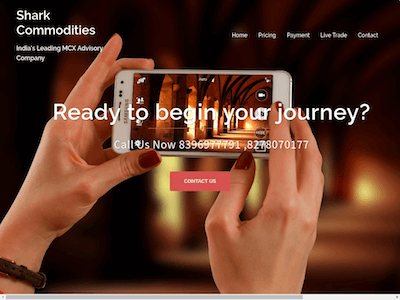 Shark
Commodities
India's Leading MCX Advisory
Company
Home
Pricing
Payment
Live Trade
Contact
Ready to begin your journey?
Call Us Now 8396977791 ,8278070177
CONTACT US